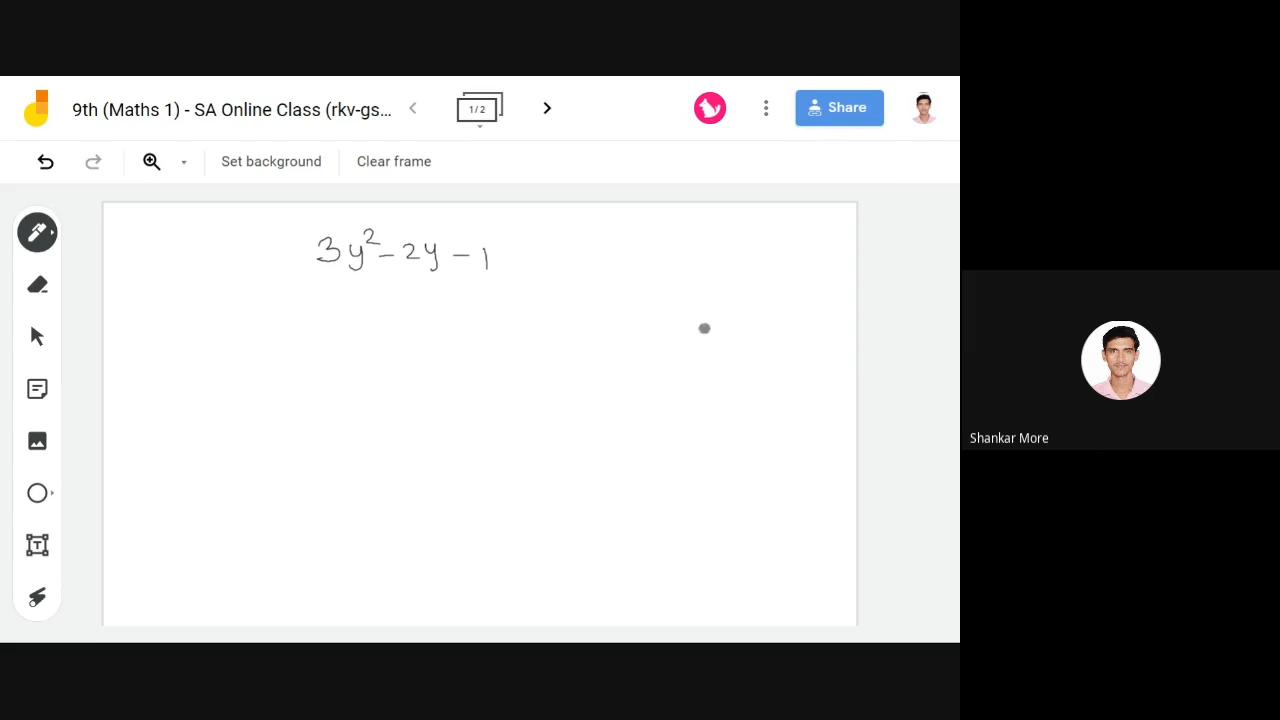 9th (Maths 1) - SA Online Class (rkv-gs...
1/2
Share
Set background
Clear frame
3y² - 2y - 1
T
Shankar More